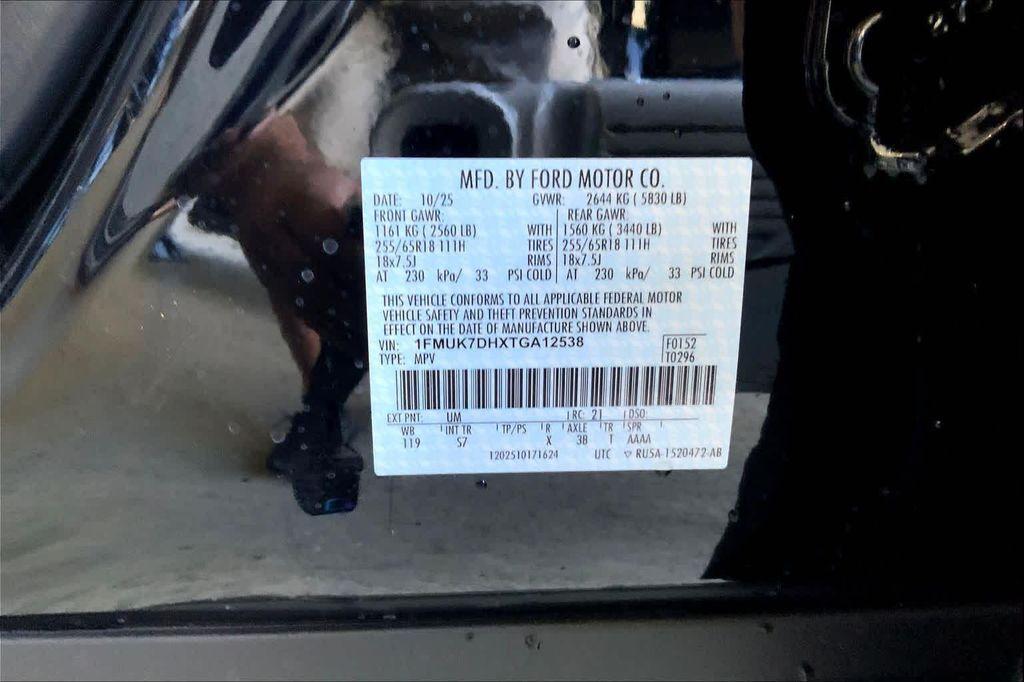 MFD. BY FORD MOTOR CO.
DATE: 10/25 GVWR: 2644 KG ( 5830 LB)
FRONT GAWR: REAR GAWR:
1161 KG ( 2560 LB) WITH 1560 KG ( 3440 LB) WITH
255/65R18 111H TIRES 255/65R18 111H TIRES
18x7.5J RIMS 18x7.5J RIMS
AT 230 kPa/ 33 PSI COLD AT 230 kPa/ 33 PSI COLD
THIS VEHICLE CONFORMS TO ALL APPLICABLE FEDERAL MOTOR
VEHICLE SAFETY AND THEFT PREVENTION STANDARDS IN
EFFECT ON THE DATE OF MANUFACTURE SHOWN ABOVE.
VIN: 1FMUK7DHXTGA12538 F0152
TYPE: MPV T0296
EXT PNT: UM RC: 21 DSO:
WB INT TR TP/PS R AXLE TR SPR
119 S7 X 3B T AAAA
1202510171624 UTC ▽ RU5A-1520472-AB